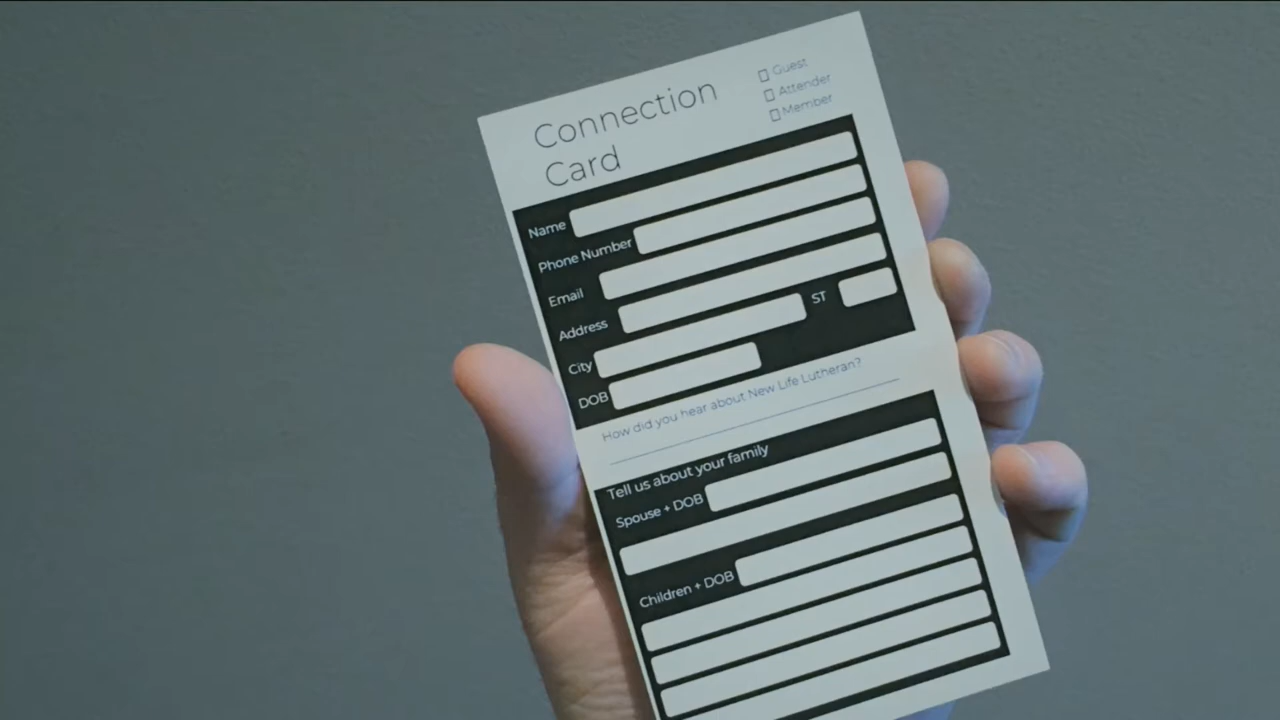 Connection
Card
Guest
Attender
Member
Name
Phone Number
Email
Address
City ST
DOB
How did you hear about New Life Lutheran?
Tell us about your family
Spouse + DOB
Children + DOB